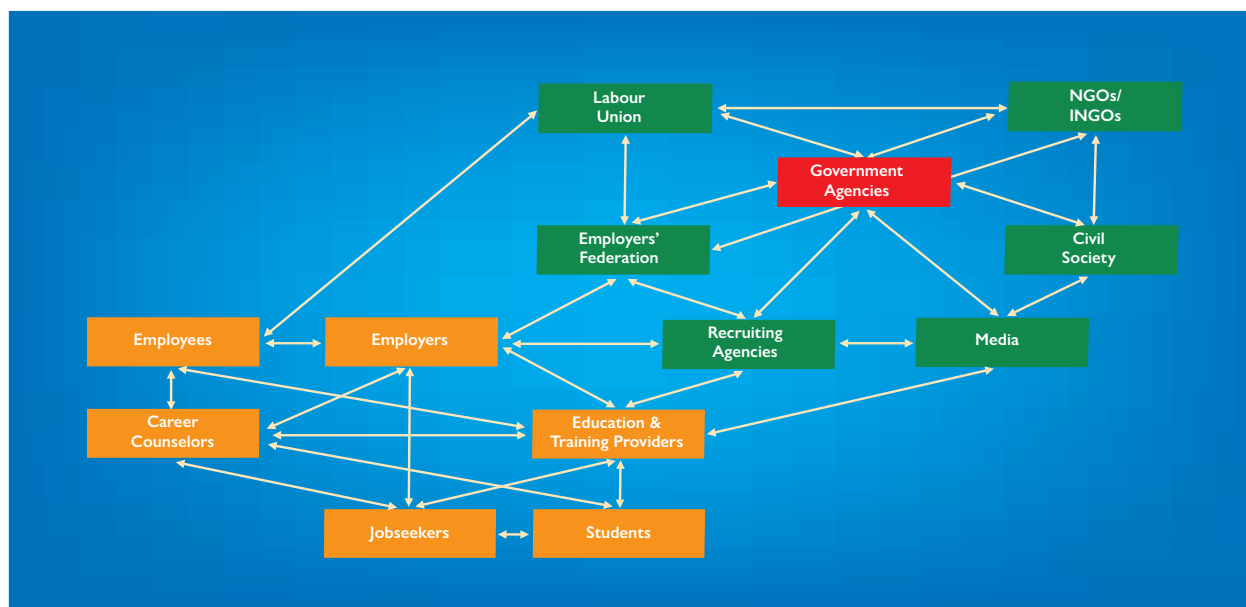 Labour
Union
NGOs/
INGOs
Government
Agencies
Employers’
Federation
Civil
Society
Employees
Employers
Recruiting
Agencies
Media
Career
Counselors
Education &
Training Providers
Jobseekers
Students